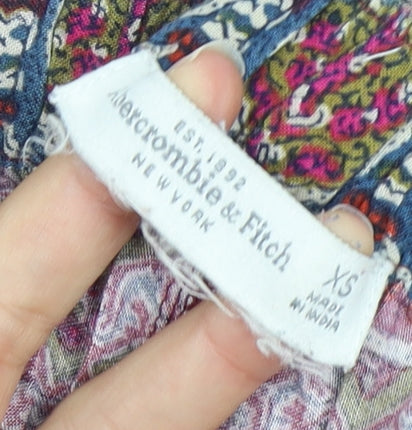 EST. 1892
Abercrombie & Fitch
NEW YORK
XS
MADE
IN INDIA